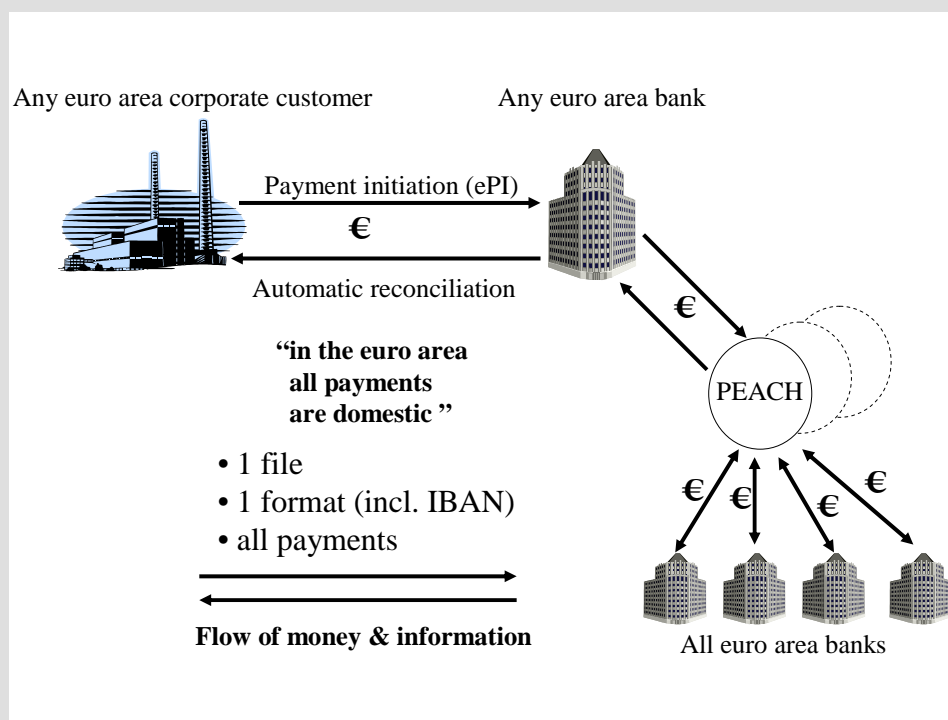 Any euro area corporate customer
Any euro area bank
Payment initiation (ePI)
€
Automatic reconciliation
€
“in the euro area
all payments
are domestic ”
PEACH
• 1 file
• 1 format (incl. IBAN)
• all payments
€ € € €
Flow of money & information
All euro area banks